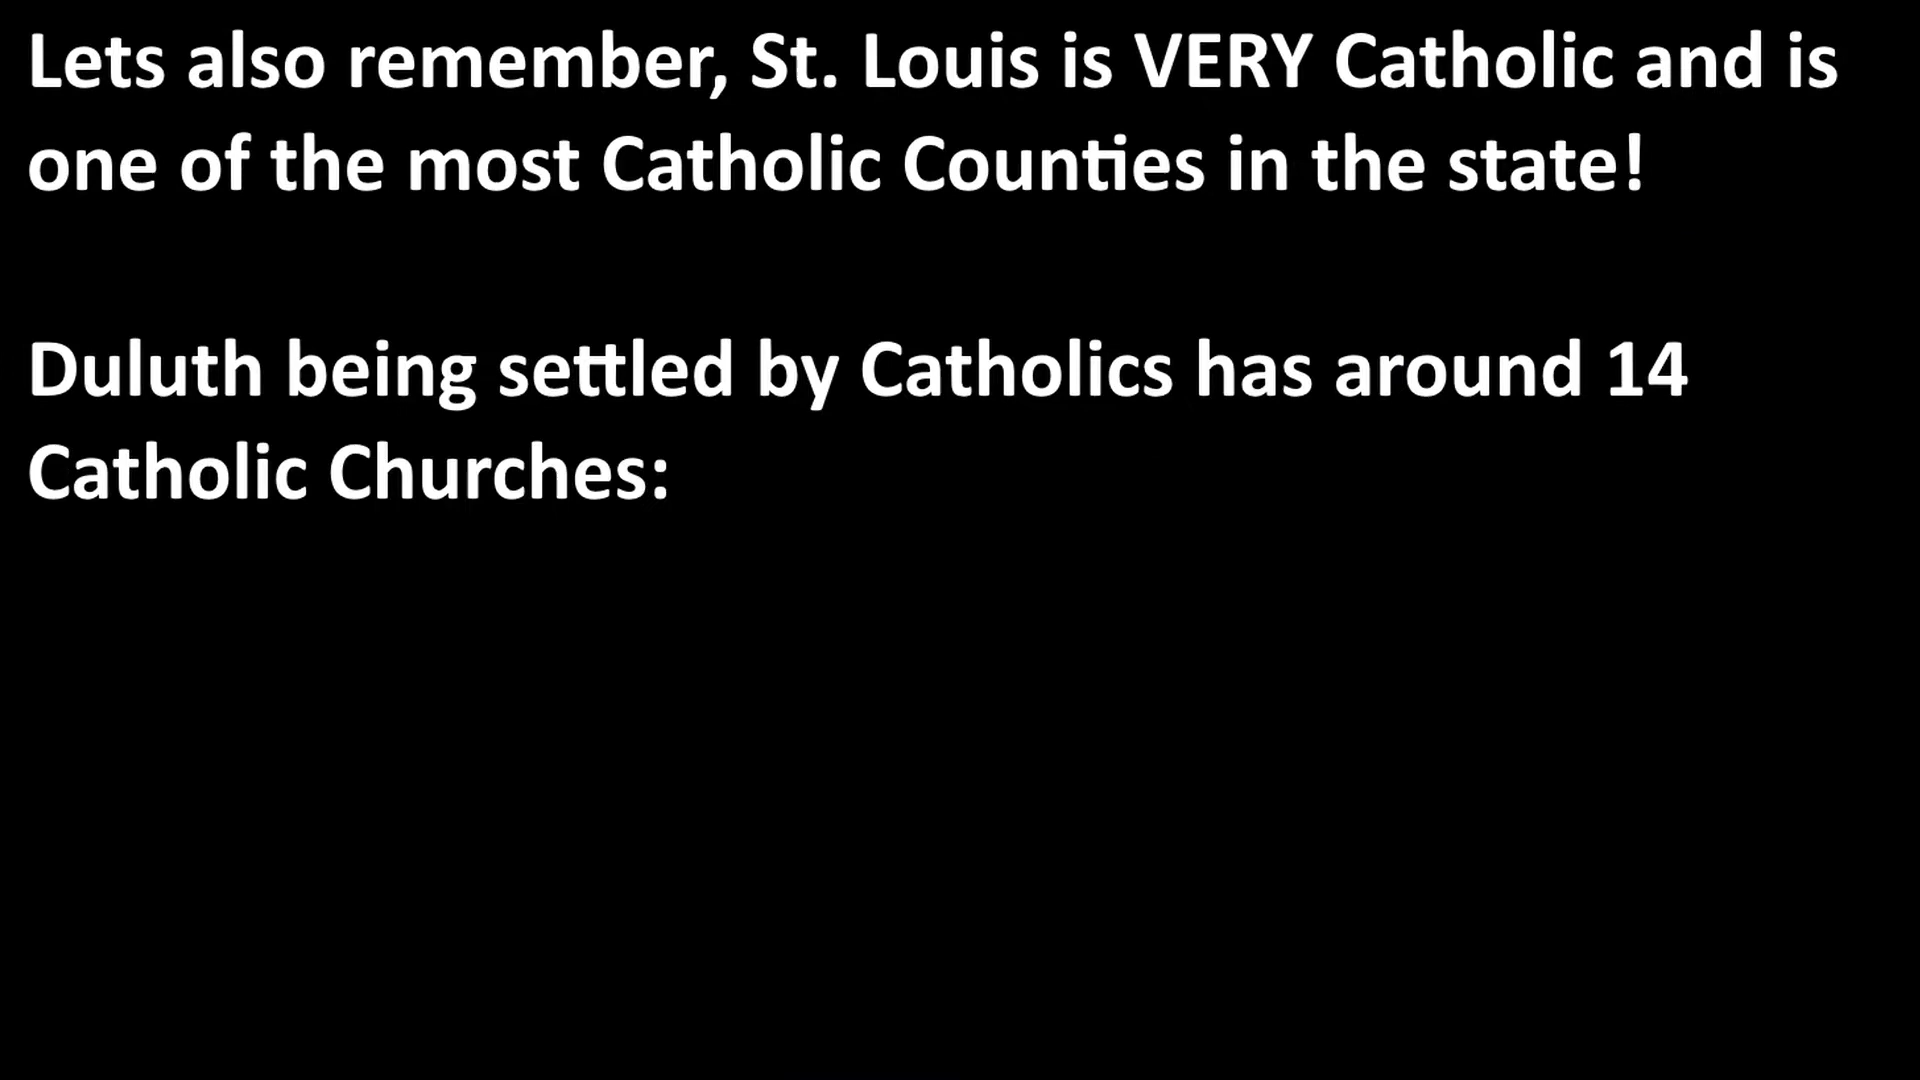 Lets also remember, St. Louis is VERY Catholic and is
one of the most Catholic Counties in the state!
Duluth being settled by Catholics has around 14
Catholic Churches: